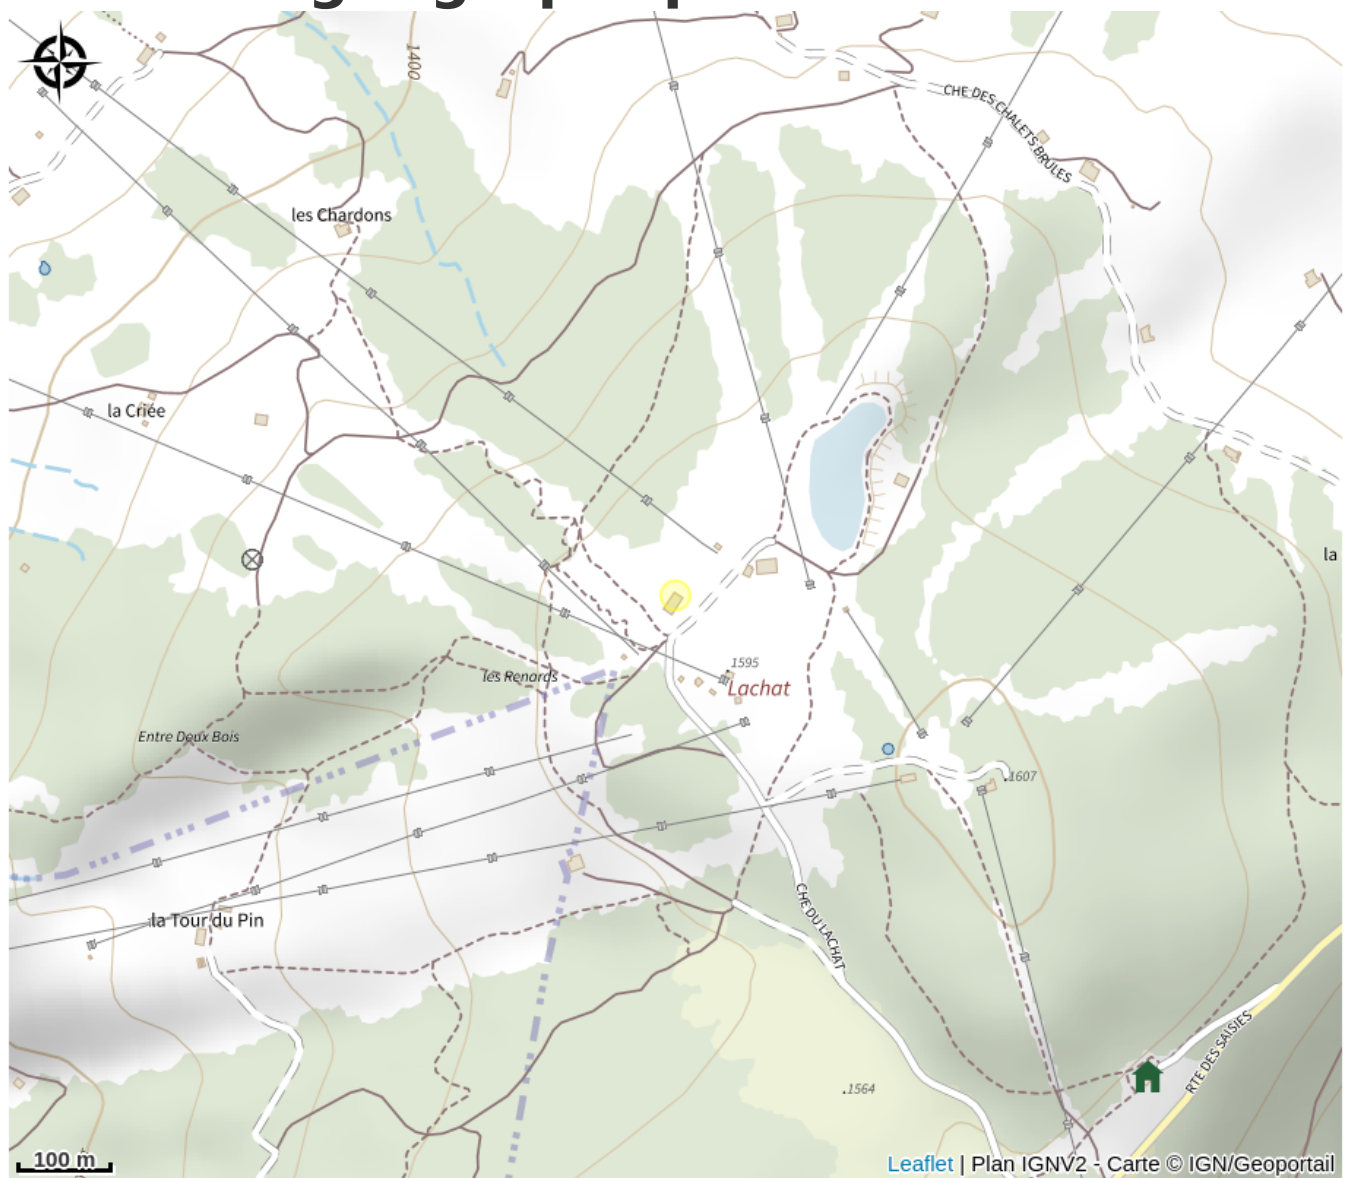 1400
CHE DES CHALETS BRULES
les Chardons
la Criée
la
1595
les Renards
Lachat
Entre Deux Bois
1607
CHE DU LACHAT
la Tour du Pin
RTE DES SAISIES
.1564
100 m
Leaflet | Plan IGNV2 - Carte © IGN/Geoportail